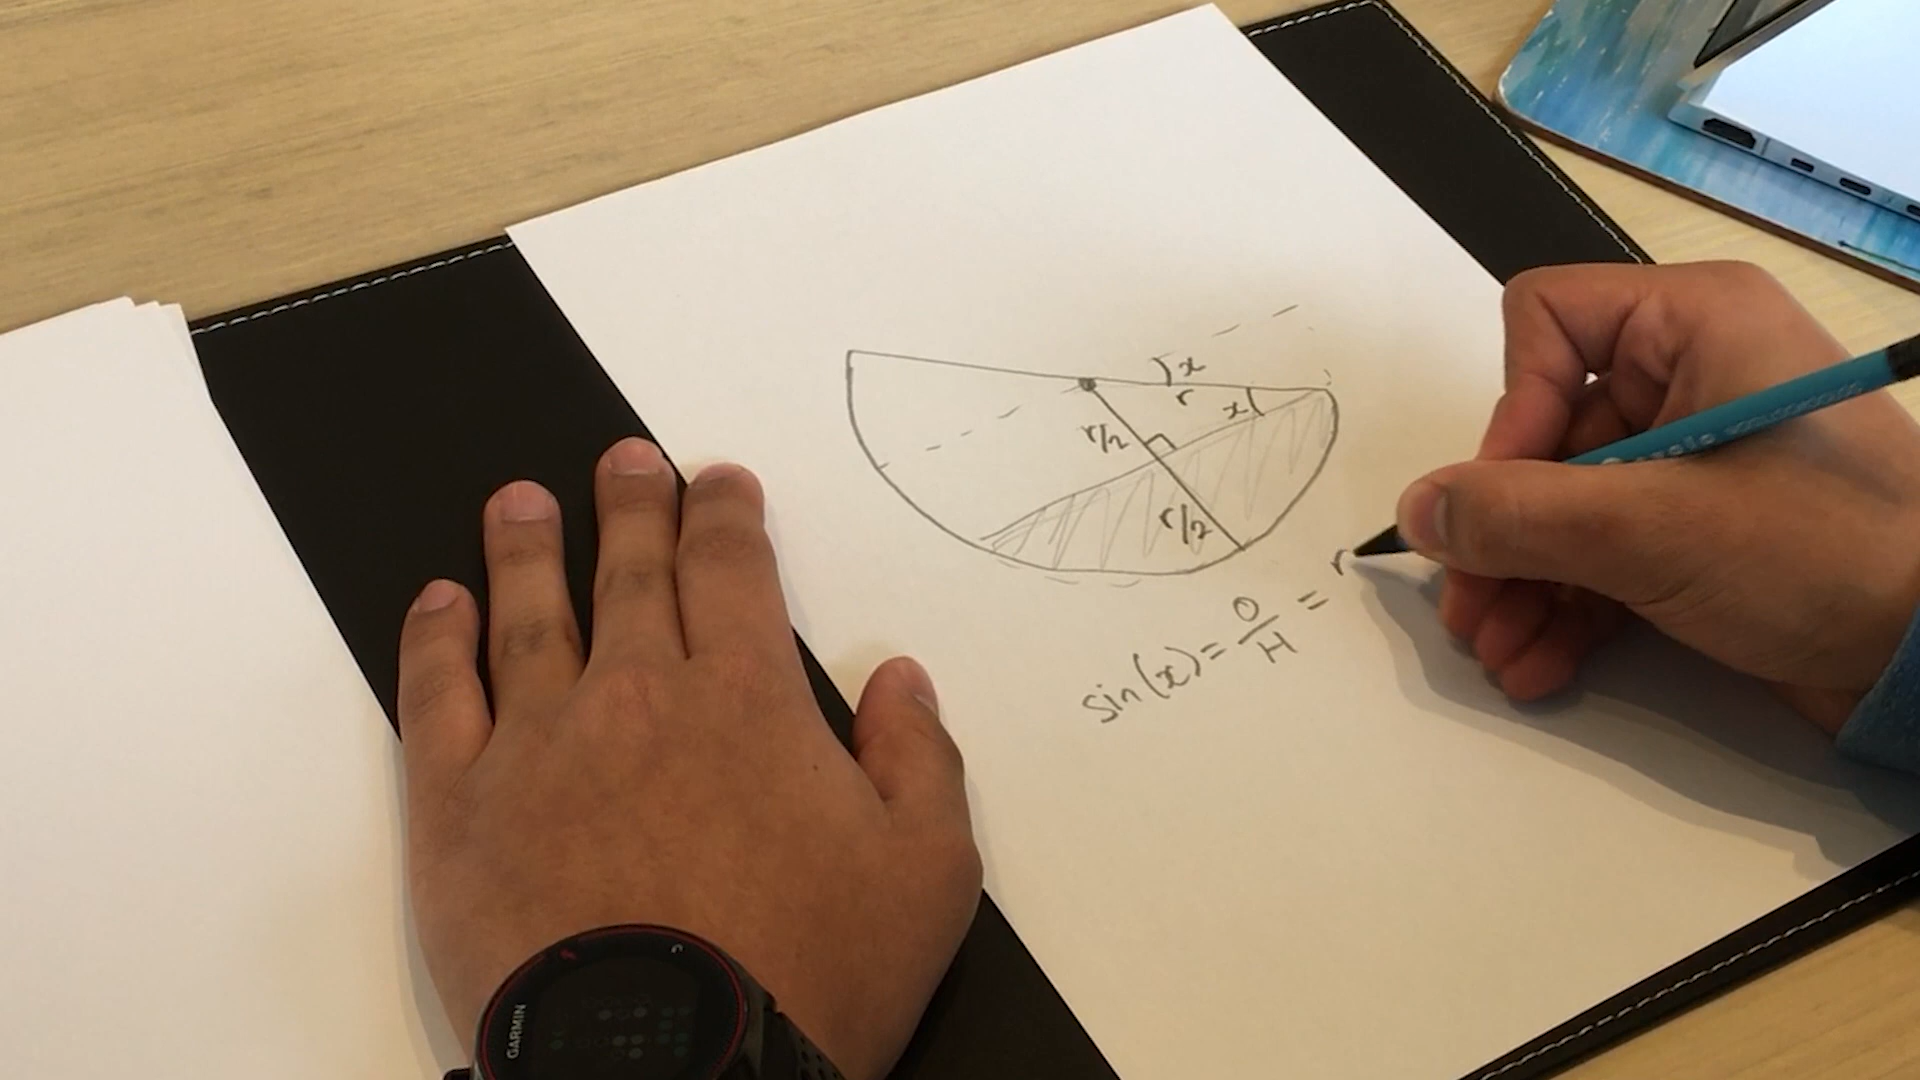 x
r
x
r/2
r/2
sin(x) = O/H = r
GARMIN